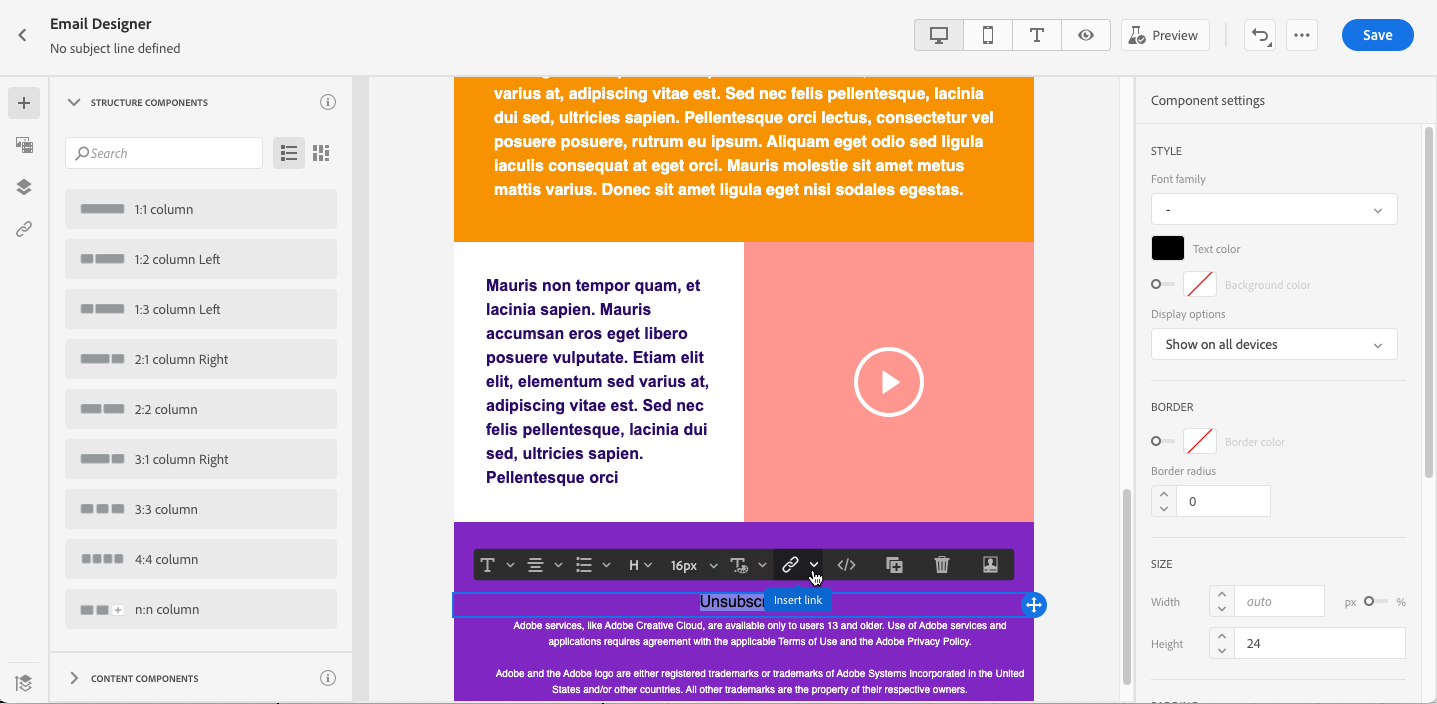 Email Designer
No subject line defined
Preview
Save
STRUCTURE COMPONENTS
Search
1:1 column
1:2 column Left
1:3 column Left
2:1 column Right
2:2 column
3:1 column Right
3:3 column
4:4 column
n:n column
CONTENT COMPONENTS
varius at, adipiscing vitae est. Sed nec felis pellentesque, lacinia
dui sed, ultricies sapien. Pellentesque orci lectus, consectetur vel
posuere posuere, rutrum eu ipsum. Aliquam eget odio sed ligula
iaculis consequat at eget orci. Mauris molestie sit amet metus
mattis varius. Donec sit amet ligula eget nisi sodales egestas.
Mauris non tempor quam, et
lacinia sapien. Mauris
accumsan eros eget libero
posuere vulputate. Etiam elit
elit, elementum sed varius at,
adipiscing vitae est. Sed nec
felis pellentesque, lacinia dui
sed, ultricies sapien.
Pellentesque orci
H
16px
Unsubscr
Insert link
Adobe services, like Adobe Creative Cloud, are available only to users 13 and older. Use of Adobe services and
applications requires agreement with the applicable Terms of Use and the Adobe Privacy Policy.
Adobe and the Adobe logo are either registered trademarks or trademarks of Adobe Systems Incorporated in the United
States and/or other countries. All other trademarks are the property of their respective owners.
Component settings
STYLE
Font family
-
Text color
Background color
Display options
Show on all devices
BORDER
Border color
Border radius
0
SIZE
Width
auto
px
%
Height
24